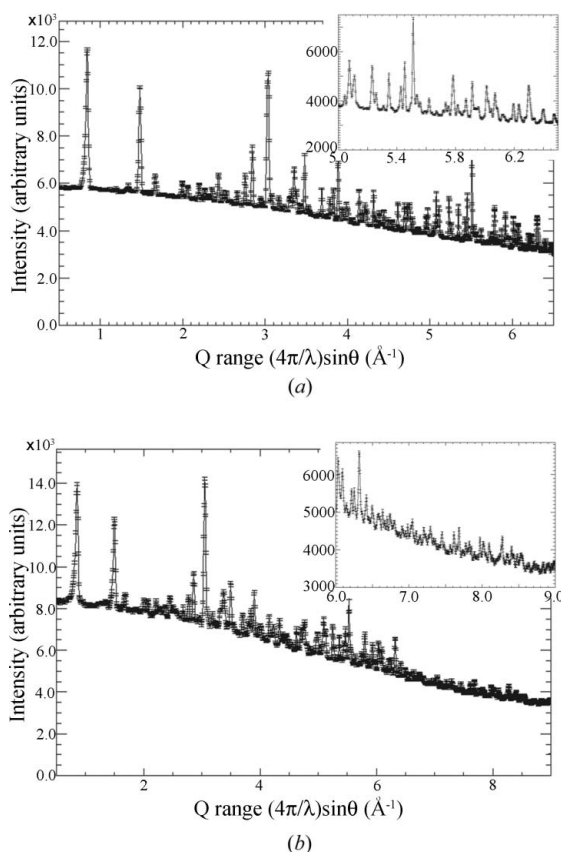 x10³
12.0
10.0
8.0
6.0
4.0
2.0
0.0
Intensity (arbitrary units)
1 2 3 4 5 6
Q range (4π/λ)sinθ (Å⁻¹)
6000
4000
2000
5.0 5.4 5.8 6.2
(a)
x10³
14.0
12.0
10.0
8.0
6.0
4.0
2.0
0.0
Intensity (arbitrary units)
2 4 6 8
Q range (4π/λ)sinθ (Å⁻¹)
6000
5000
4000
3000
6.0 7.0 8.0 9.0
(b)